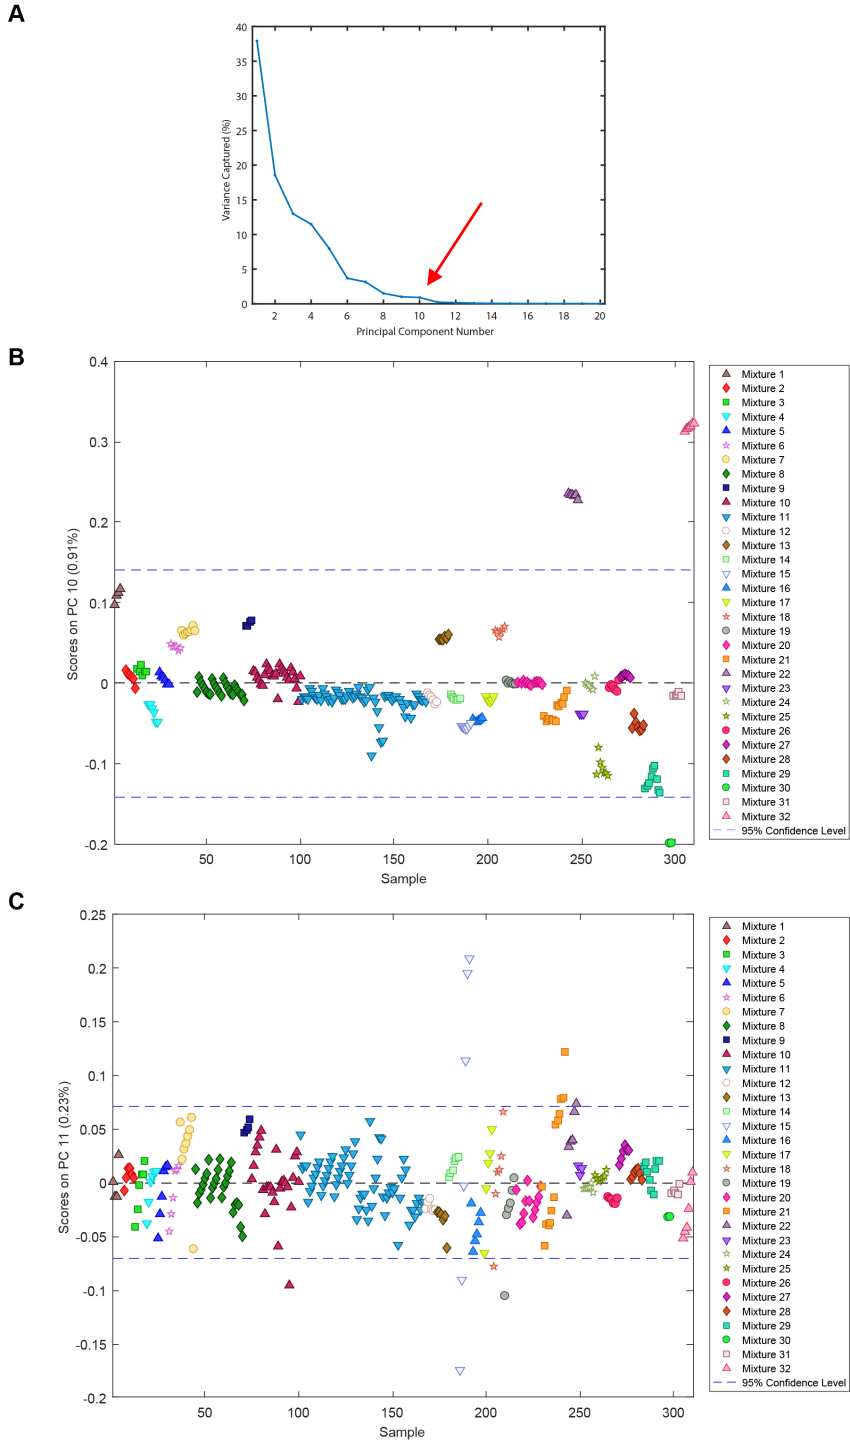 A
40
35
30
25
20
15
10
5
0
Variance Captured (%)
2 4 6 8 10 12 14 16 18 20
Principal Component Number
B
0.4
0.3
0.2
0.1
0
-0.1
-0.2
Scores on PC 10 (0.91%)
50 100 150 200 250 300
Sample
Mixture 1
Mixture 2
Mixture 3
Mixture 4
Mixture 5
Mixture 6
Mixture 7
Mixture 8
Mixture 9
Mixture 10
Mixture 11
Mixture 12
Mixture 13
Mixture 14
Mixture 15
Mixture 16
Mixture 17
Mixture 18
Mixture 19
Mixture 20
Mixture 21
Mixture 22
Mixture 23
Mixture 24
Mixture 25
Mixture 26
Mixture 27
Mixture 28
Mixture 29
Mixture 30
Mixture 31
Mixture 32
95% Confidence Level
C
0.25
0.2
0.15
0.1
0.05
0
-0.05
-0.1
-0.15
-0.2
Scores on PC 11 (0.23%)
50 100 150 200 250 300
Sample
Mixture 1
Mixture 2
Mixture 3
Mixture 4
Mixture 5
Mixture 6
Mixture 7
Mixture 8
Mixture 9
Mixture 10
Mixture 11
Mixture 12
Mixture 13
Mixture 14
Mixture 15
Mixture 16
Mixture 17
Mixture 18
Mixture 19
Mixture 20
Mixture 21
Mixture 22
Mixture 23
Mixture 24
Mixture 25
Mixture 26
Mixture 27
Mixture 28
Mixture 29
Mixture 30
Mixture 31
Mixture 32
95% Confidence Level